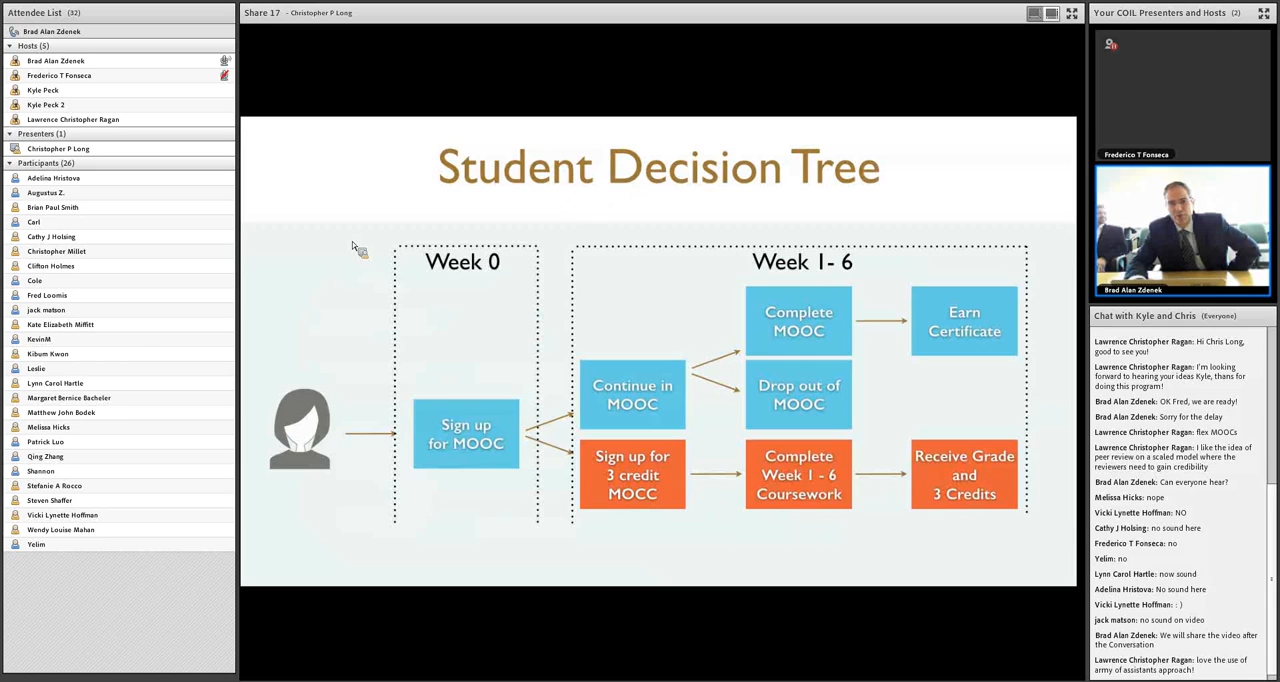 Attendee List (32)
Brad Alan Zdenek
Hosts (5)
Brad Alan Zdenek
Frederico T Fonseca
Kyle Peck
Kyle Peck 2
Lawrence Christopher Ragan
Presenters (1)
Christopher P Long
Participants (26)
Adelina Hristova
Augustus Z.
Brian Paul Smith
Carl
Cathy J Holsing
Christopher Millet
Clifton Holmes
Cole
Fred Loomis
jack matson
Kate Elizabeth Miffitt
KevinM
Kibum Kwon
Leslie
Lynn Carol Hartle
Margaret Bernice Bacheler
Matthew John Bodek
Melissa Hicks
Patrick Luo
Qing Zhang
Shannon
Stefanie A Rocco
Steven Shaffer
Vicki Lynette Hoffman
Wendy Louise Mahan
Yelim
Share 17 - Christopher P Long
Student Decision Tree
Week 0
Week 1- 6
Sign up
for MOOC
Continue in
MOOC
Complete
MOOC
Earn
Certificate
Drop out of
MOOC
Sign up for
3 credit
MOCC
Complete
Week 1 - 6
Coursework
Receive Grade
and
3 Credits
Your COIL Presenters and Hosts (2)
Frederico T Fonseca
Brad Alan Zdenek
Chat with Kyle and Chris (Everyone)
Lawrence Christopher Ragan: Hi Chris Long,
good to see you!
Lawrence Christopher Ragan: I'm looking
forward to hearing your ideas Kyle, thans for
doing this program!
Brad Alan Zdenek: OK Fred, we are ready!
Brad Alan Zdenek: Sorry for the delay
Lawrence Christopher Ragan: flex MOOCs
Lawrence Christopher Ragan: I like the idea of
peer review on a scaled model where the
reviewers need to gain credibility
Brad Alan Zdenek: Can everyone hear?
Melissa Hicks: nope
Vicki Lynette Hoffman: NO
Cathy J Holsing: no sound here
Frederico T Fonseca: no
Yelim: no
Lynn Carol Hartle: now sound
Adelina Hristova: No sound here
Vicki Lynette Hoffman: : )
jack matson: no sound on video
Brad Alan Zdenek: We will share the video after
the Conversation
Lawrence Christopher Ragan: love the use of
army of assistants approach!